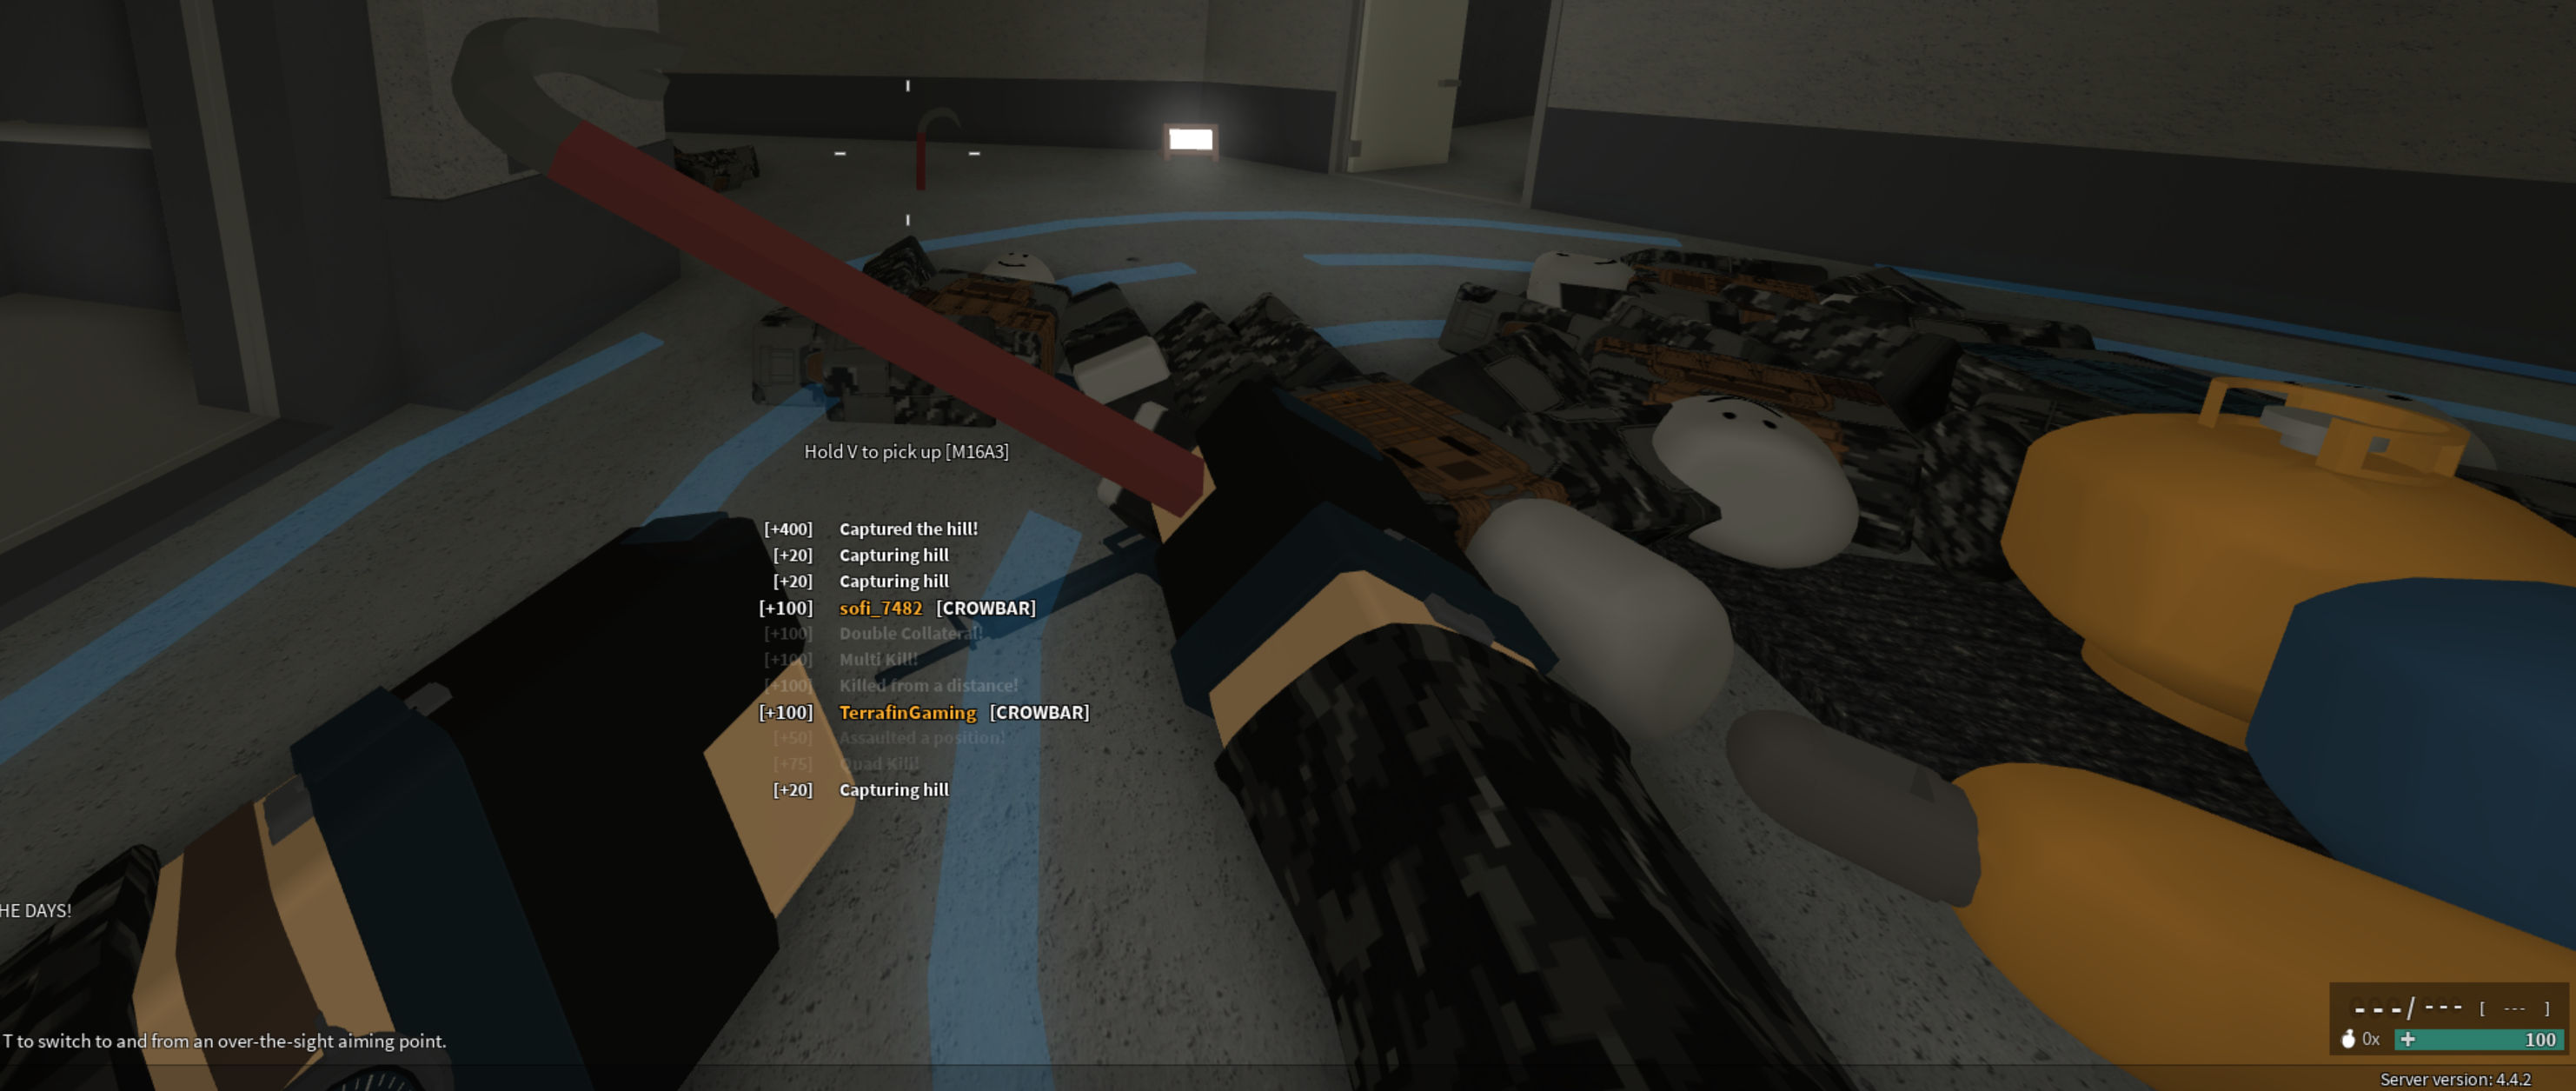 Hold V to pick up [M16A3]
[+400] Captured the hill!
[+20] Capturing hill
[+20] Capturing hill
[+100] sofi_7482 [CROWBAR]
[+100] Double Collateral!
[+100] Multi Kill!
[+100] Killed from a distance!
[+100] TerrafinGaming [CROWBAR]
[+50] Assaulted a position!
[+75] Quad Kill!
[+20] Capturing hill
HE DAYS!
T to switch to and from an over-the-sight aiming point.
---/--- [ --- ]
0x + 100
Server version: 4.4.2